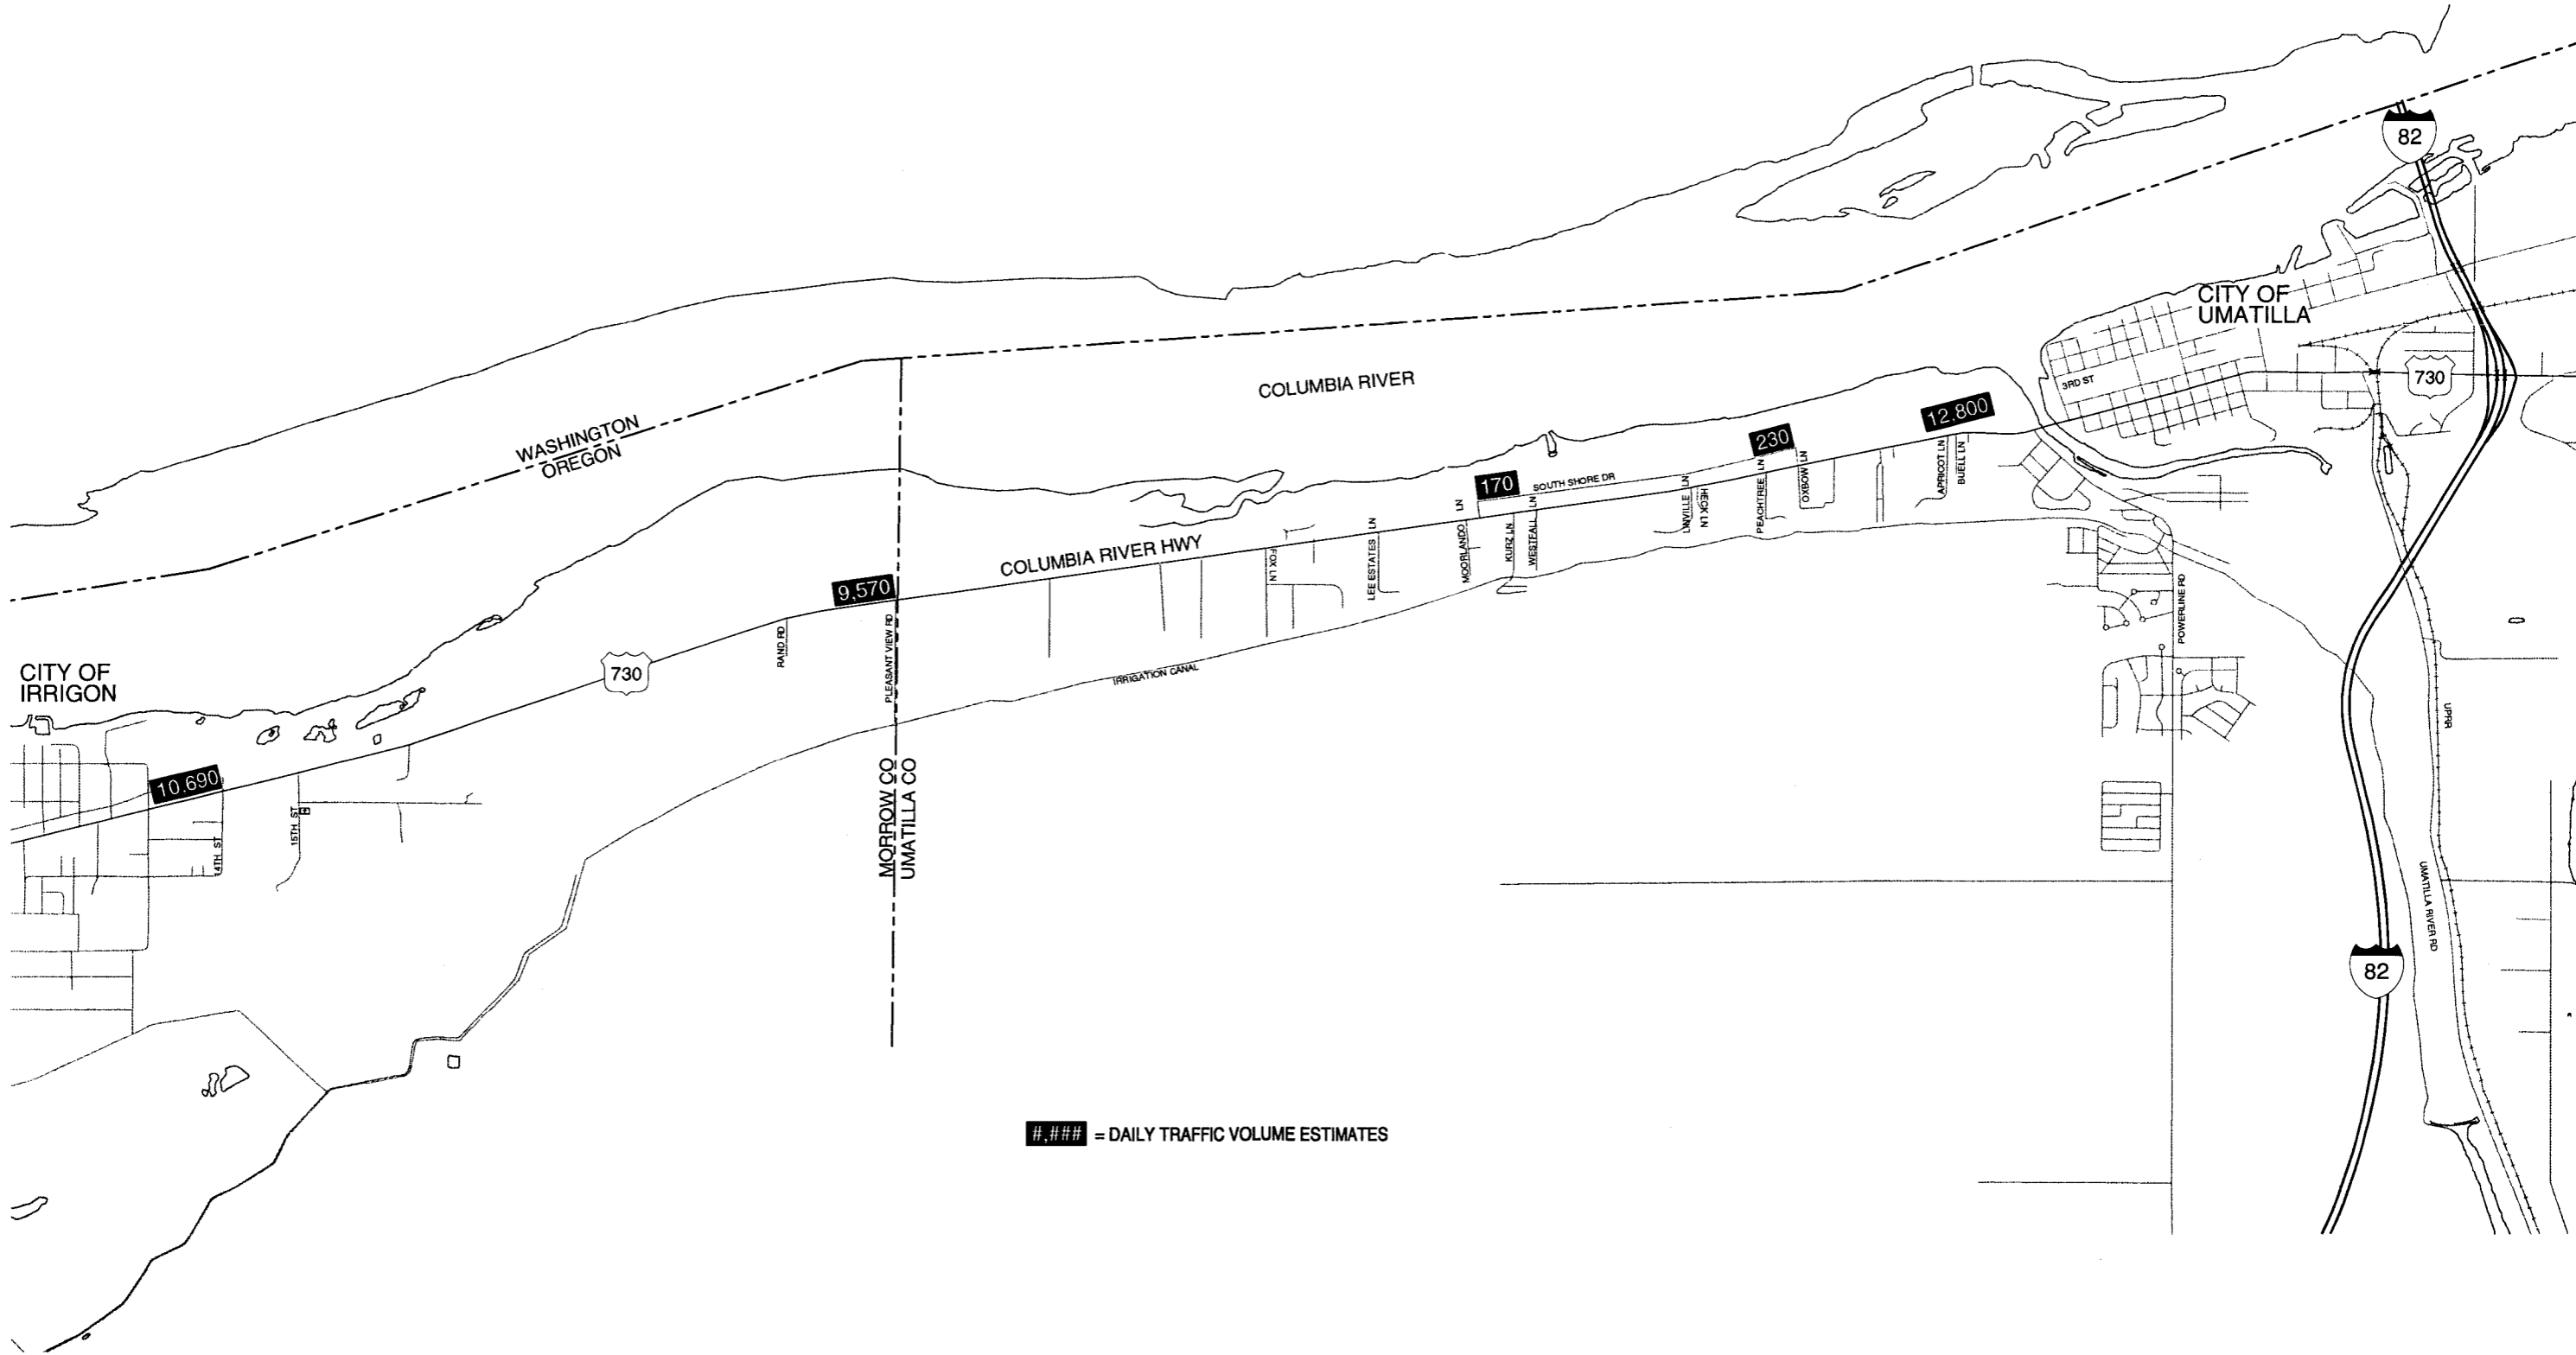 82
CITY OF
UMATILLA
730
3RD ST
COLUMBIA RIVER
WASHINGTON
OREGON
12,800
230
170
SOUTH SHORE DR
APRICOT LN
BUELL LN
OXBOW LN
PEACHTREE LN
HECK LN
LINVILLE LN
WESTFALL LN
KURZ LN
MOORLANDO LN
LEE ESTATES LN
FOX LN
COLUMBIA RIVER HWY
9,570
RAND RD
PLEASANT VIEW RD
POWERLINE RD
IRRIGATION CANAL
730
CITY OF
IRRIGON
10,690
14TH ST
15TH ST
MORROW CO
UMATILLA CO
UPRR
UMATILLA RIVER RD
82
#,### = DAILY TRAFFIC VOLUME ESTIMATES